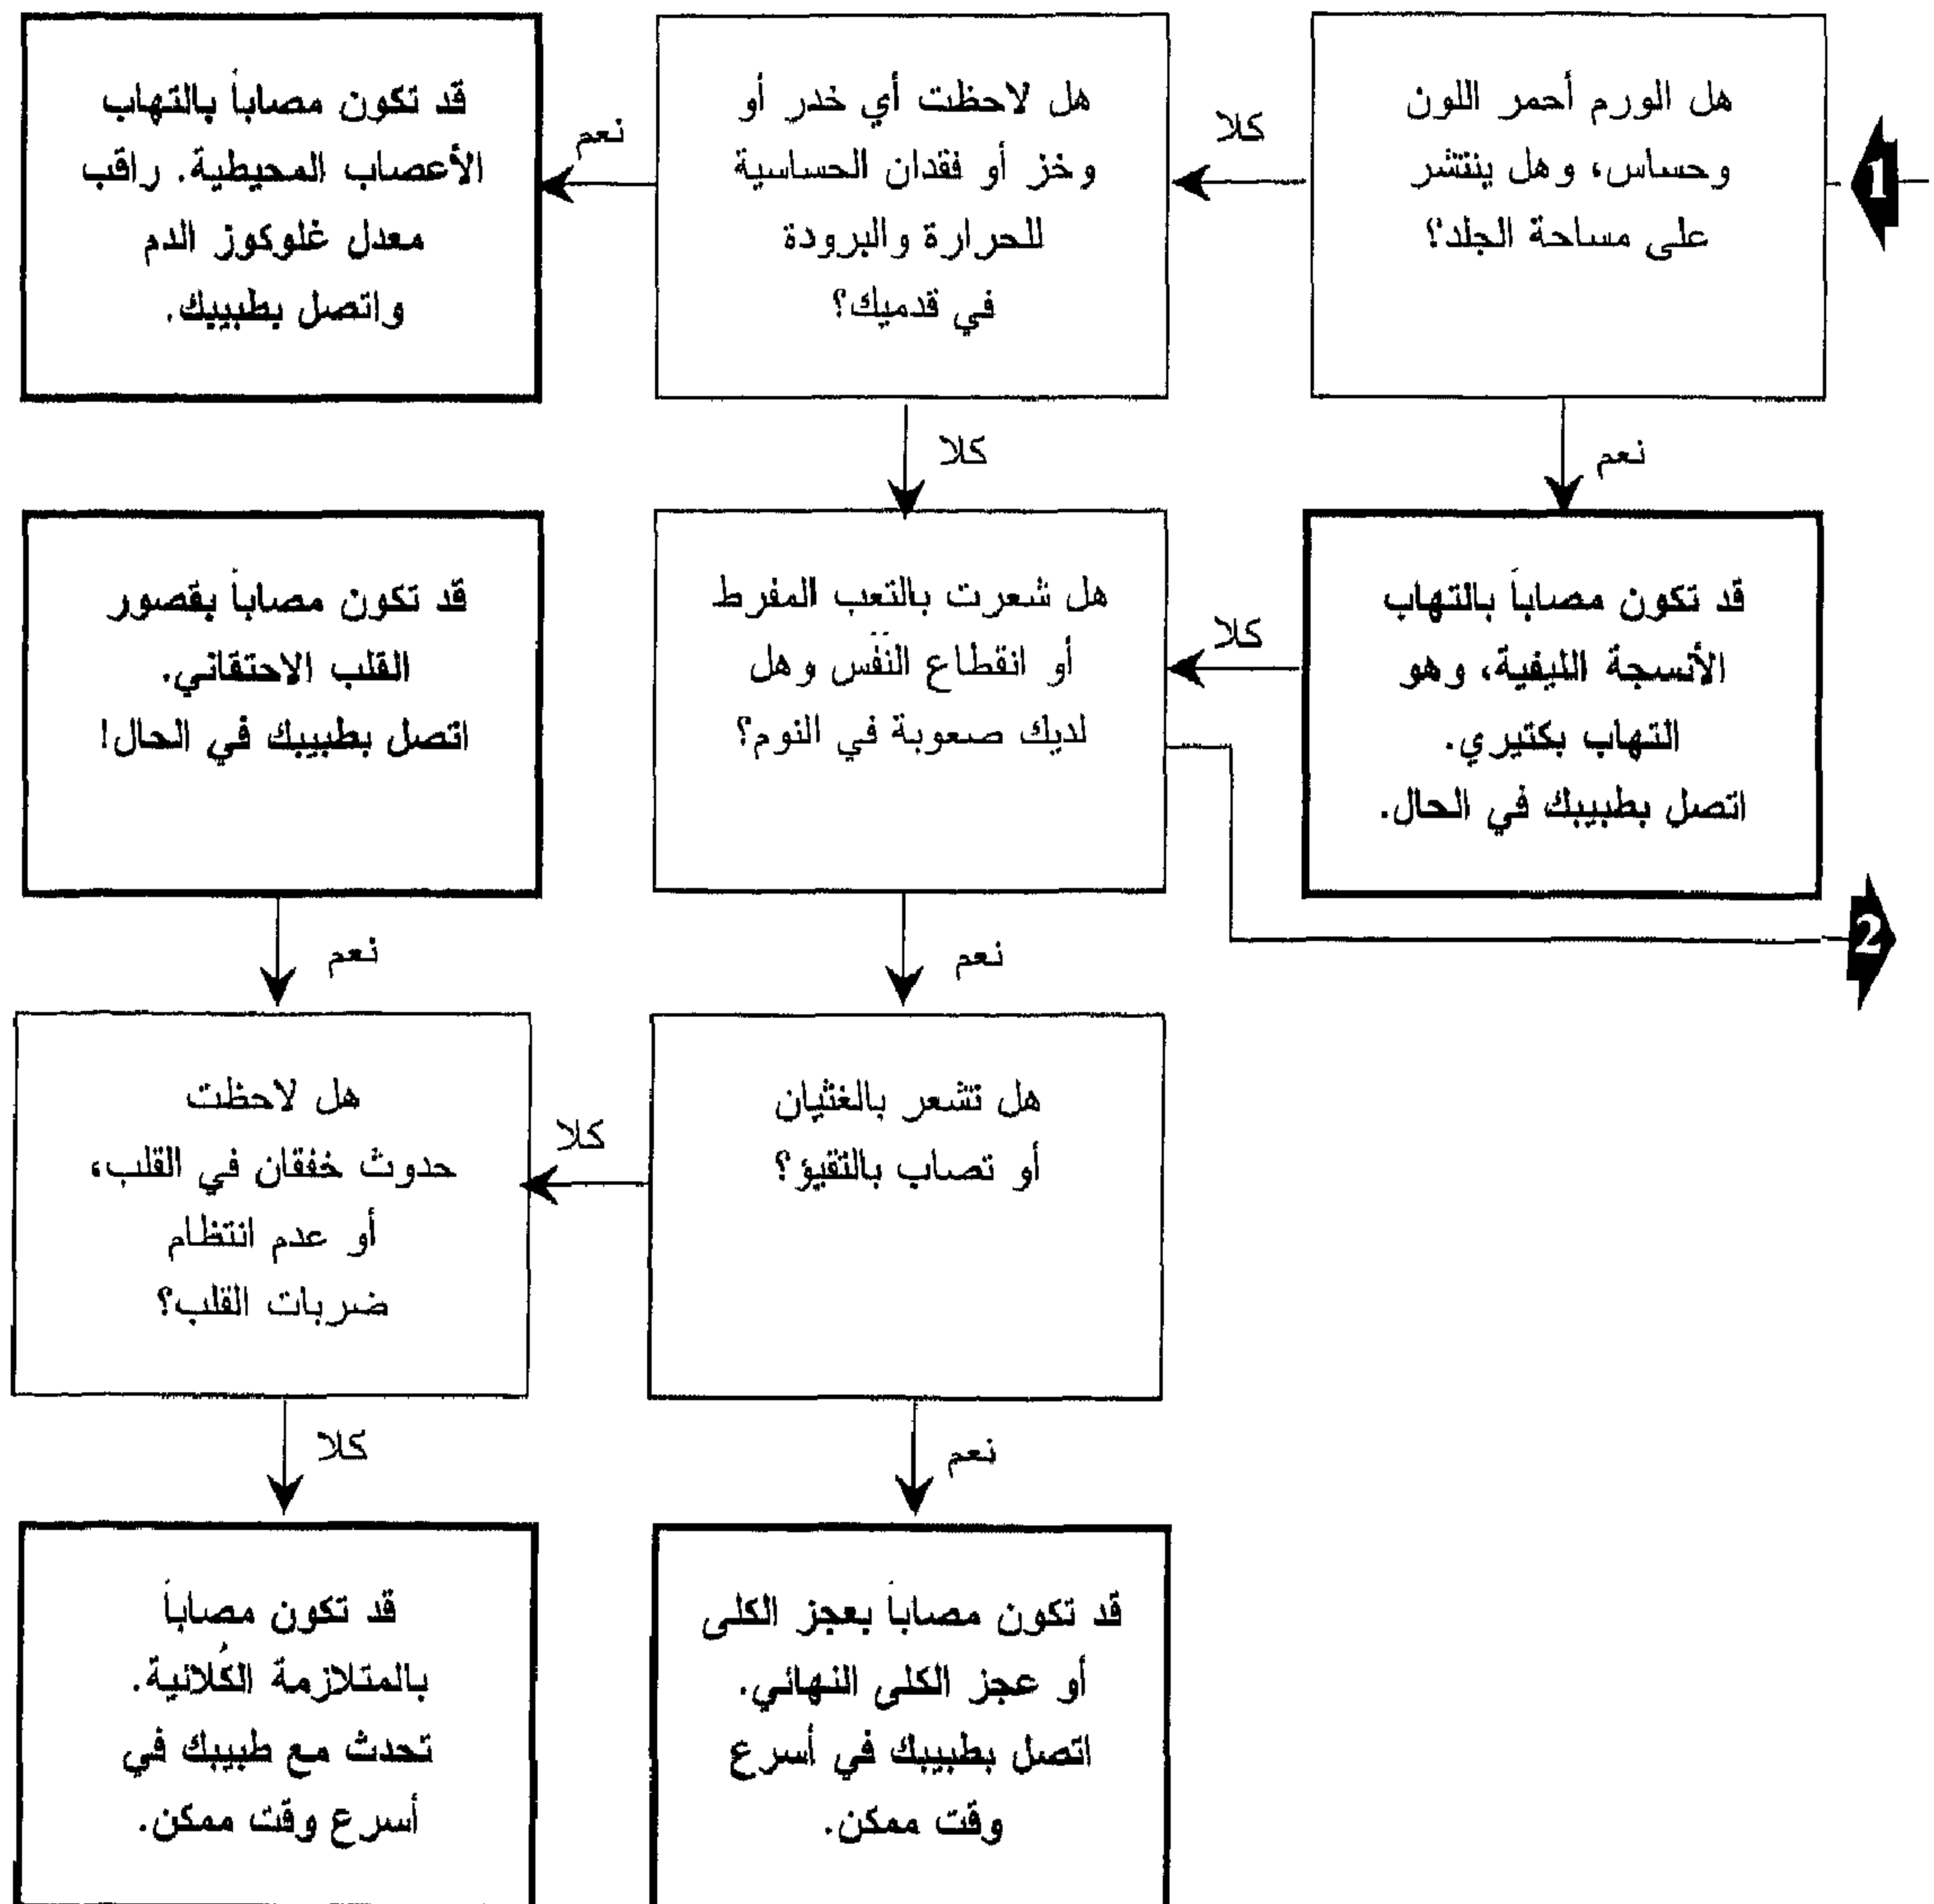 1
هل الورم أحمر اللون
وحساس، وهل ينتشر
على مساحة الجلد؟
كلا
هل لاحظت أي خدر أو
وخز أو فقدان الحساسية
للحرارة والبرودة
في قدميك؟
نعم
قد تكون مصاباً بالتهاب
الأعصاب المحيطية. راقب
معدل غلوكوز الدم
واتصل بطبيبك.
نعم
كلا
قد تكون مصاباً بالتهاب
الأنسجة الليفية، وهو
التهاب بكتيري.
اتصل بطبيبك في الحال.
كلا
هل شعرت بالتعب المفرط
أو انقطاع النَفَس وهل
لديك صعوبة في النوم؟
قد تكون مصاباً بقصور
القلب الاحتقاني.
اتصل بطبيبك في الحال!
2
نعم
نعم
هل تشعر بالغثيان
أو تصاب بالتقيؤ؟
كلا
هل لاحظت
حدوث خفقان في القلب،
أو عدم انتظام
ضربات القلب؟
نعم
كلا
قد تكون مصاباً بعجز الكلى
أو عجز الكلى النهائي.
اتصل بطبيبك في أسرع
وقت ممكن.
قد تكون مصاباً
بالمتلازمة الكُلائية.
تحدث مع طبيبك في
أسرع وقت ممكن.